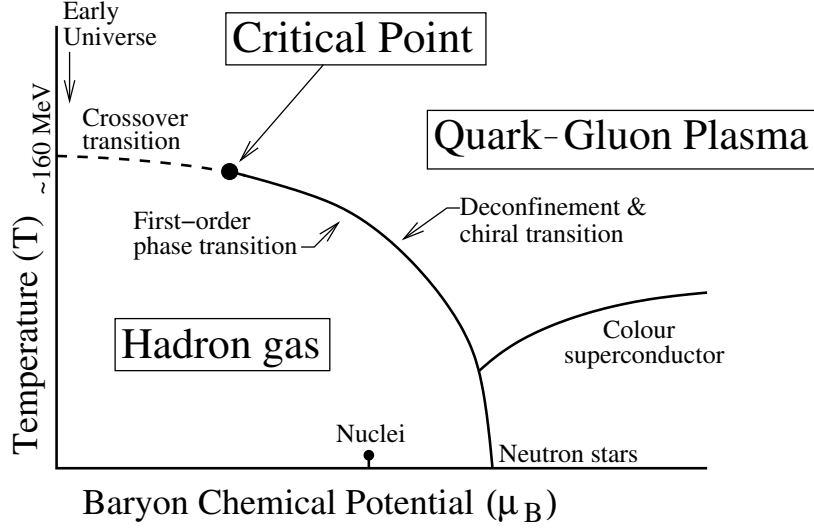 Early
Universe
Critical Point
Crossover
transition
~160 MeV
Quark-Gluon Plasma
First-order
phase transition
Deconfinement &
chiral transition
Temperature (T)
Hadron gas
Colour
superconductor
Nuclei
Neutron stars
Baryon Chemical Potential (μ_B)